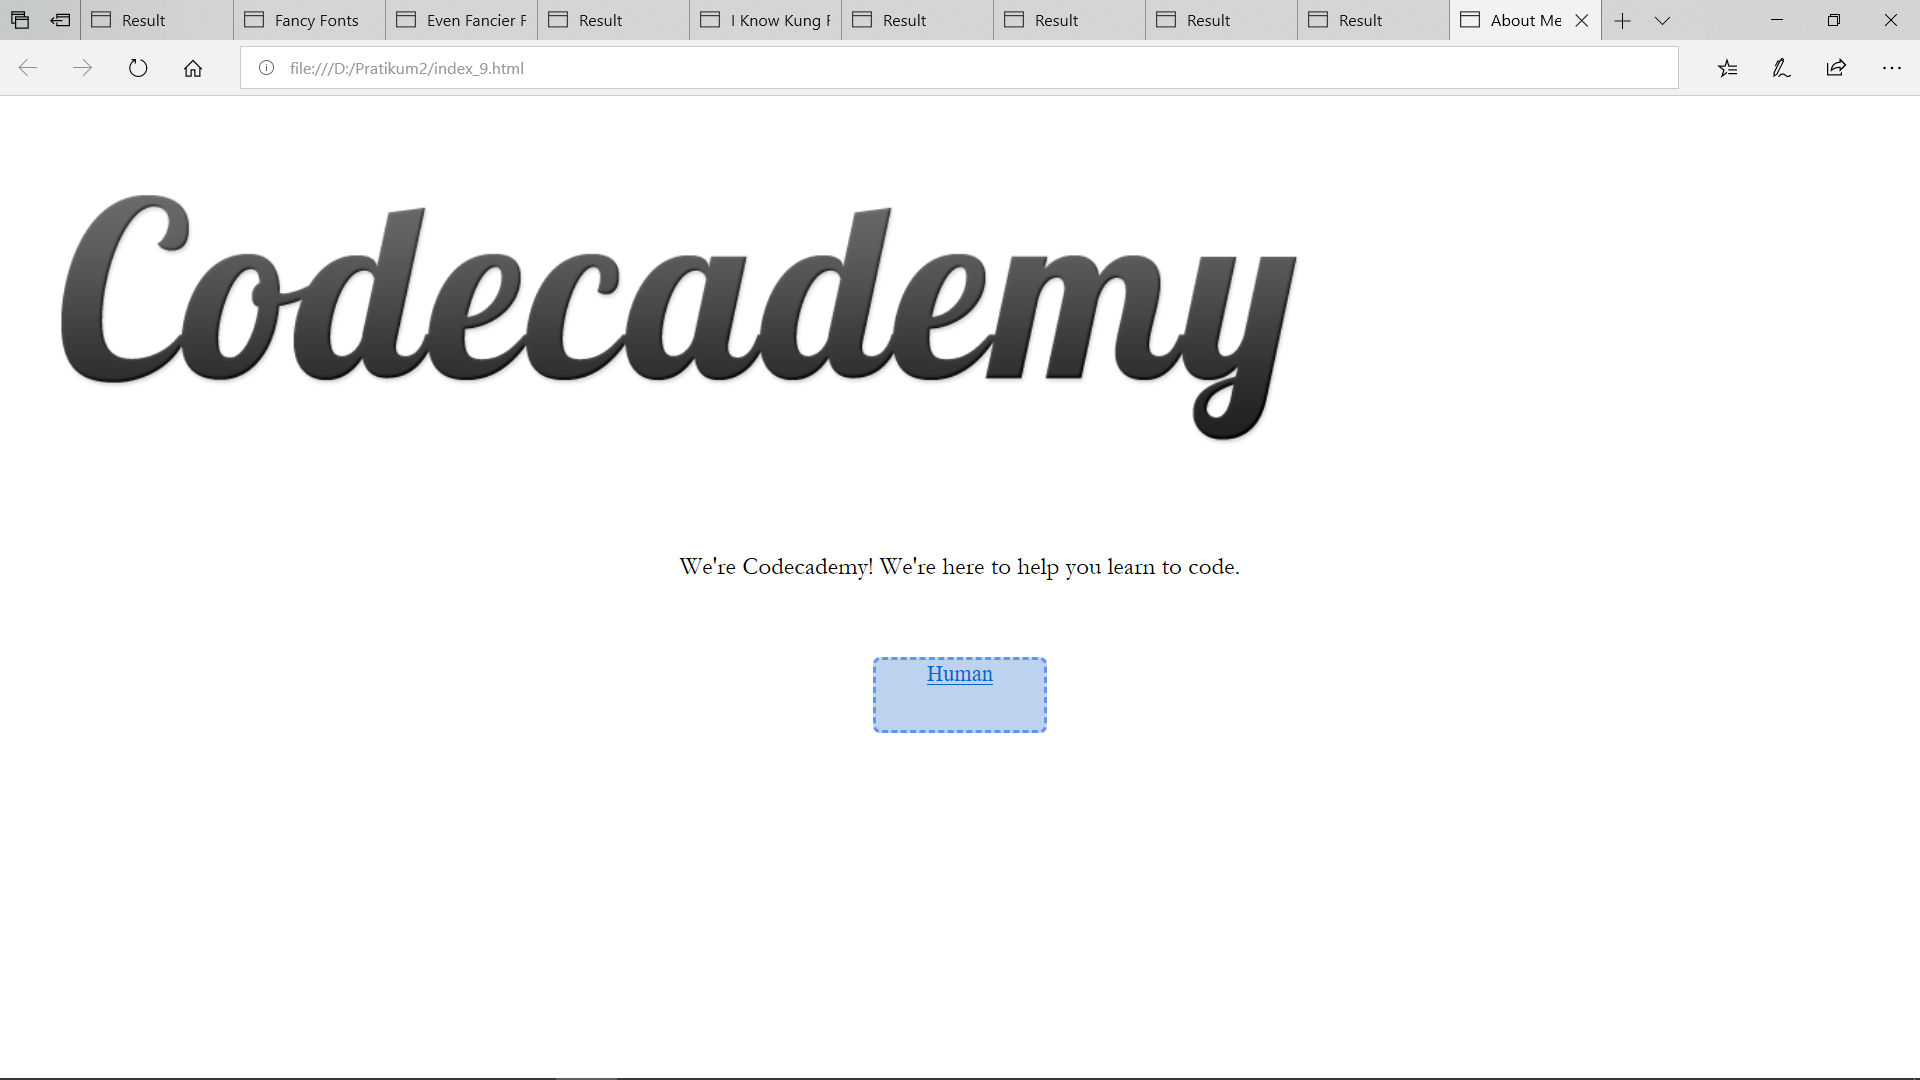 Result
Fancy Fonts
Even Fancier F
Result
I Know Kung F
Result
Result
Result
Result
About Me
file:///D:/Pratikum2/index_9.html
Codecademy
We're Codecademy! We're here to help you learn to code.
Human